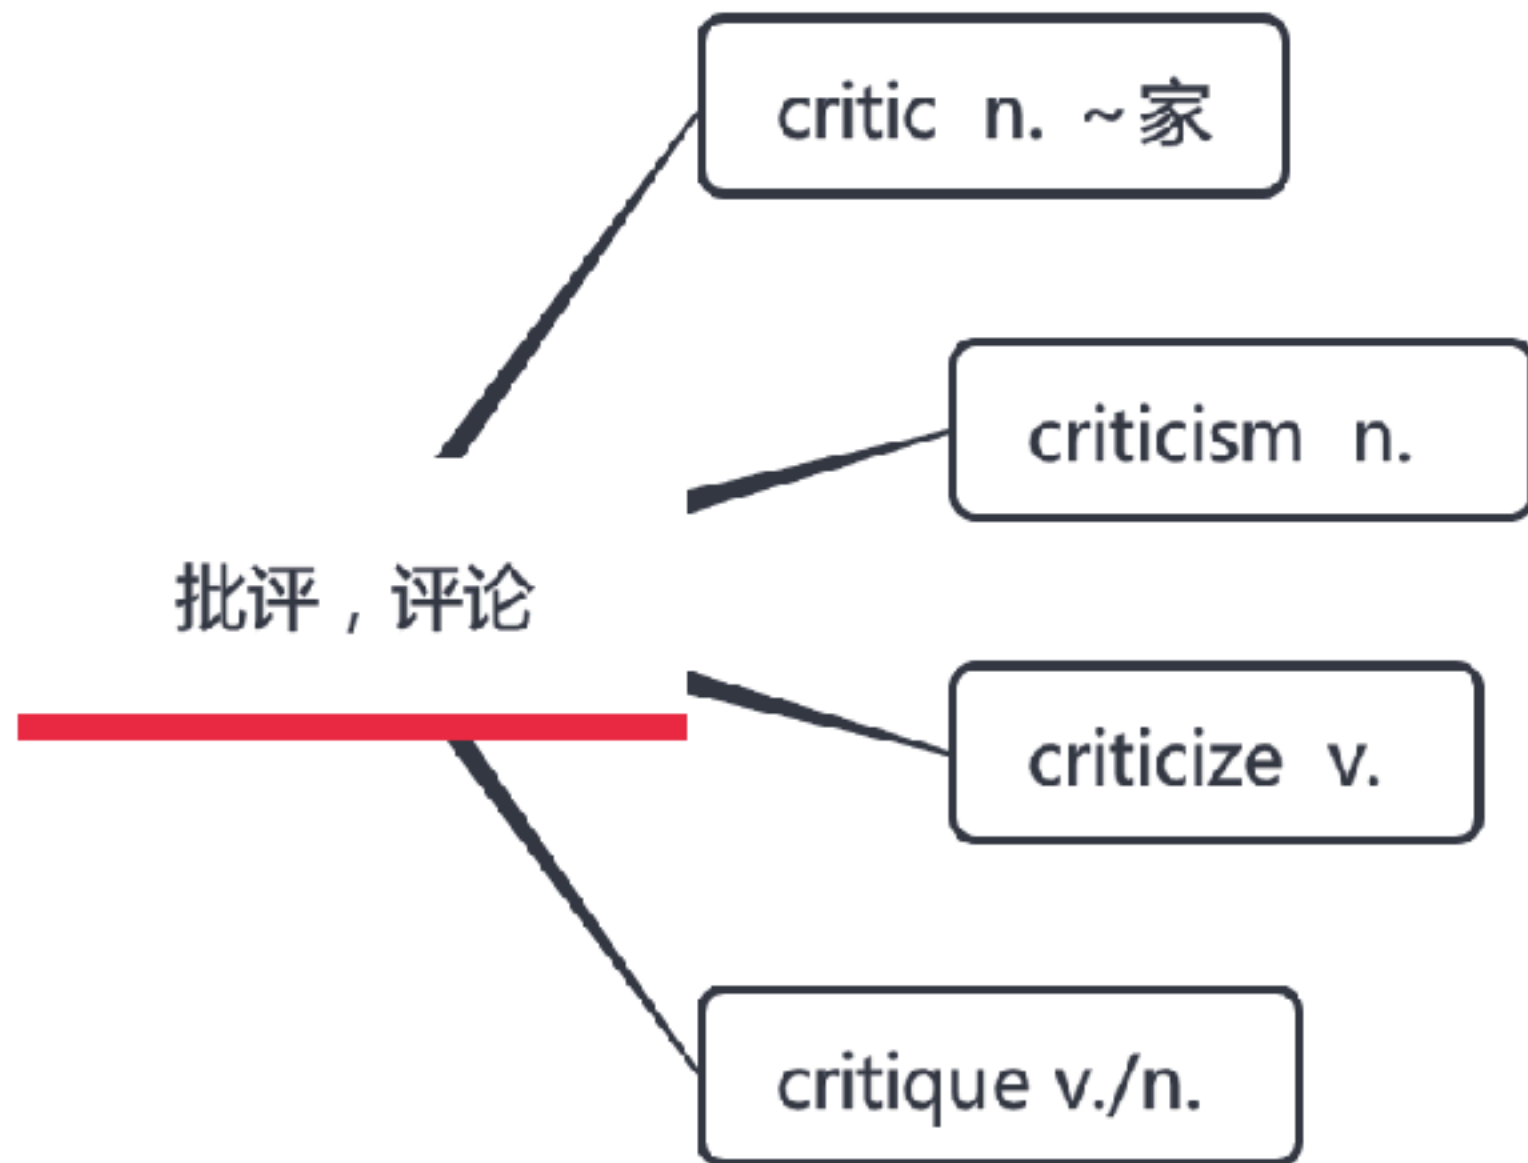 critic n. ~家
criticism n.
批评，评论
criticize v.
critique v./n.